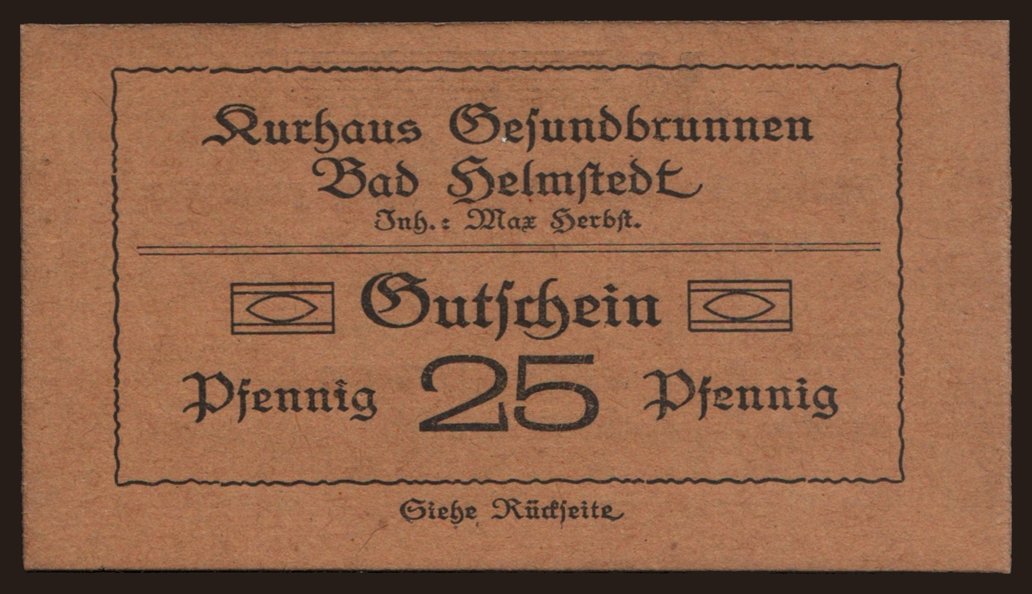 Kurhaus Gesundbrunnen
Bad Helmstedt
Inh.: Max Herbst.
Gutschein
Pfennig 25 Pfennig
Siehe Rückseite